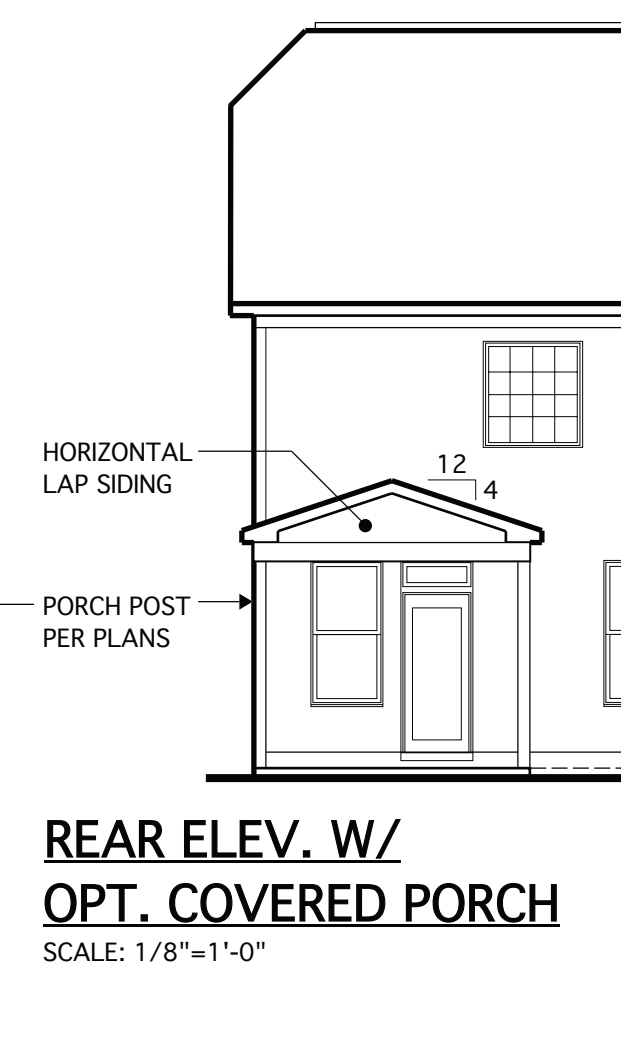 HORIZONTAL
LAP SIDING
12
4
PORCH POST
PER PLANS
REAR ELEV. W/
OPT. COVERED PORCH
SCALE: 1/8"=1'-0"